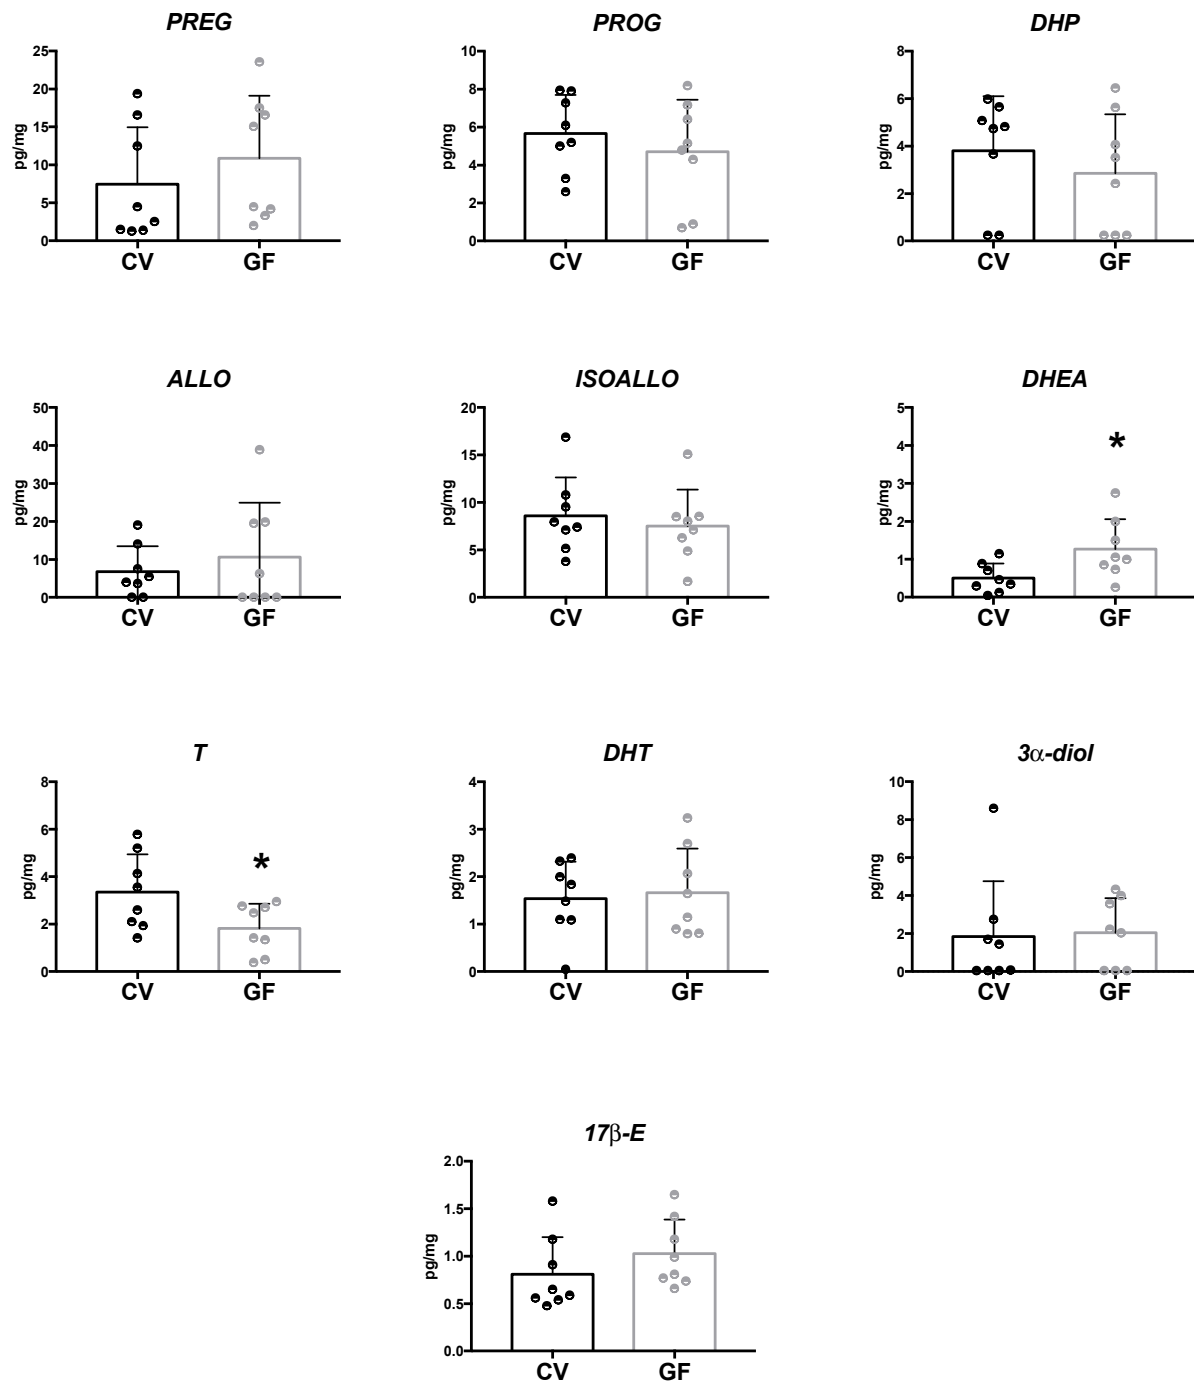 PREG
25
20
15
10
5
0
pg/mg
CV GF
PROG
10
8
6
4
2
0
pg/mg
CV GF
DHP
8
6
4
2
0
pg/mg
CV GF
ALLO
50
40
30
20
10
0
pg/mg
CV GF
ISOALLO
20
15
10
5
0
pg/mg
CV GF
DHEA
5
4
3
2
1
0
pg/mg
*
CV GF
T
8
6
4
2
0
pg/mg
*
CV GF
DHT
4
3
2
1
0
pg/mg
CV GF
3α-diol
10
8
6
4
2
0
pg/mg
CV GF
17β-E
2.0
1.5
1.0
0.5
0.0
pg/mg
CV GF